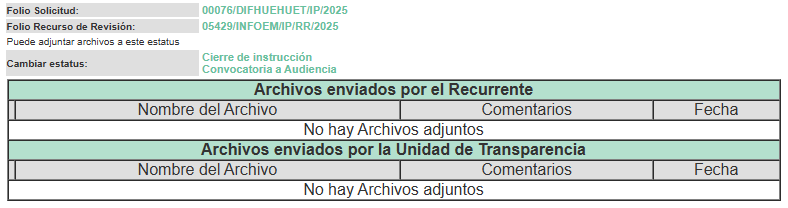 Folio Solicitud: 00076/DIFHUEHUET/IP/2025
Folio Recurso de Revisión: 05429/INFOEM/IP/RR/2025
Puede adjuntar archivos a este estatus
Cambiar estatus: Cierre de instrucción
Convocatoria a Audiencia
Archivos enviados por el Recurrente
Nombre del Archivo Comentarios Fecha
No hay Archivos adjuntos
Archivos enviados por la Unidad de Transparencia
Nombre del Archivo Comentarios Fecha
No hay Archivos adjuntos